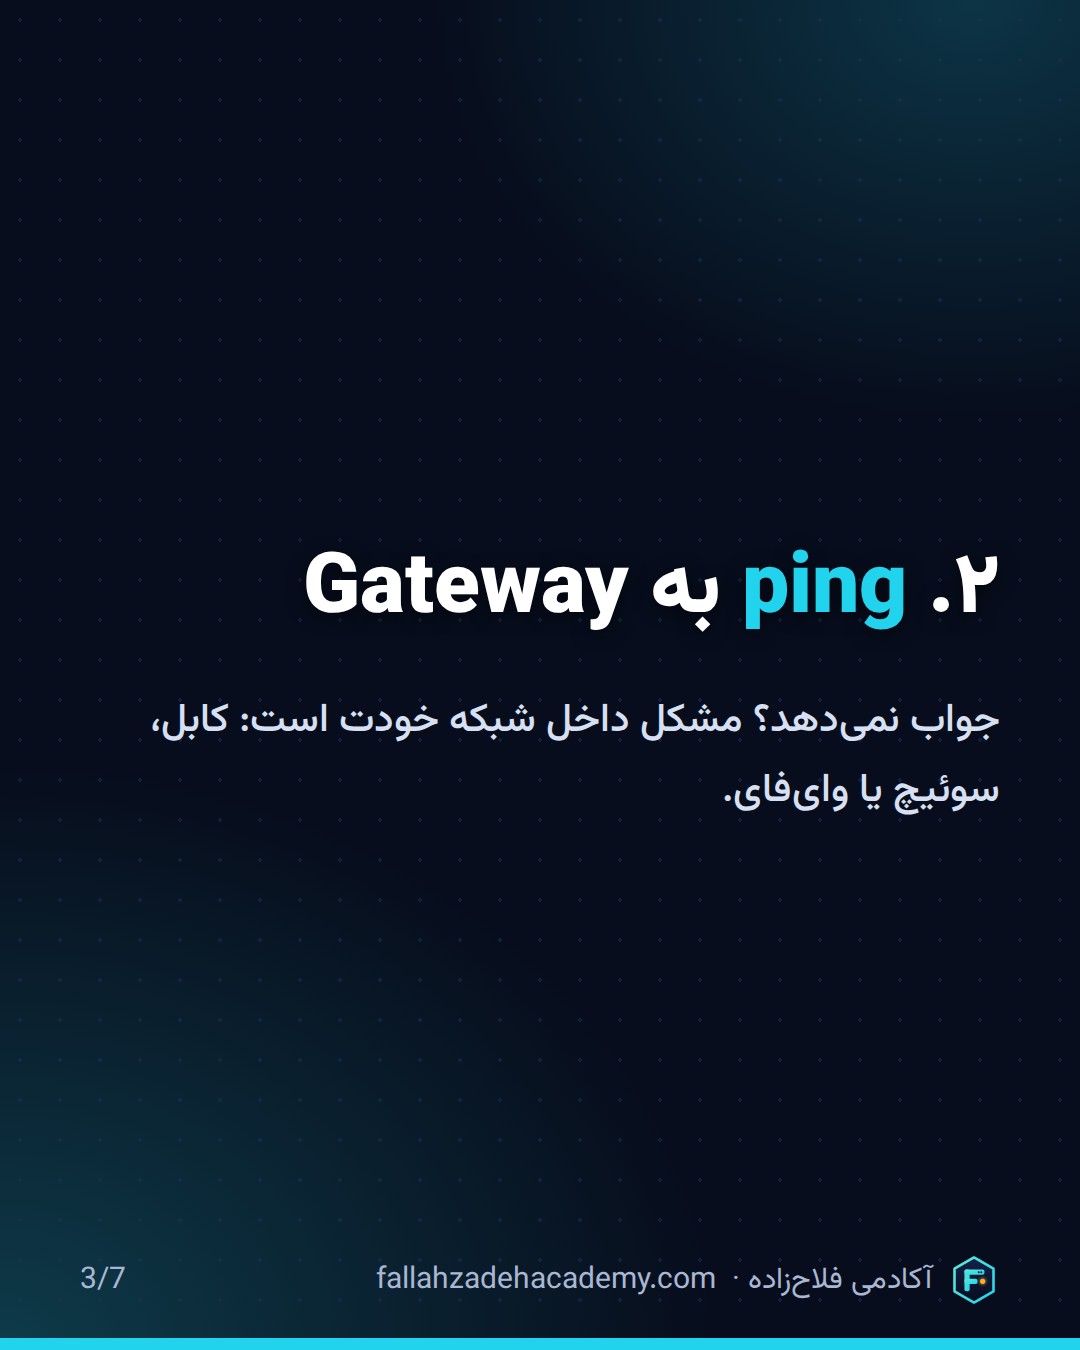 ۲. ping به Gateway
جواب نمی‌دهد؟ مشکل داخل شبکه خودت است: کابل،
سوئیچ یا وای‌فای.
آکادمی فلاح‌زاده · fallahzadehacademy.com
3/7